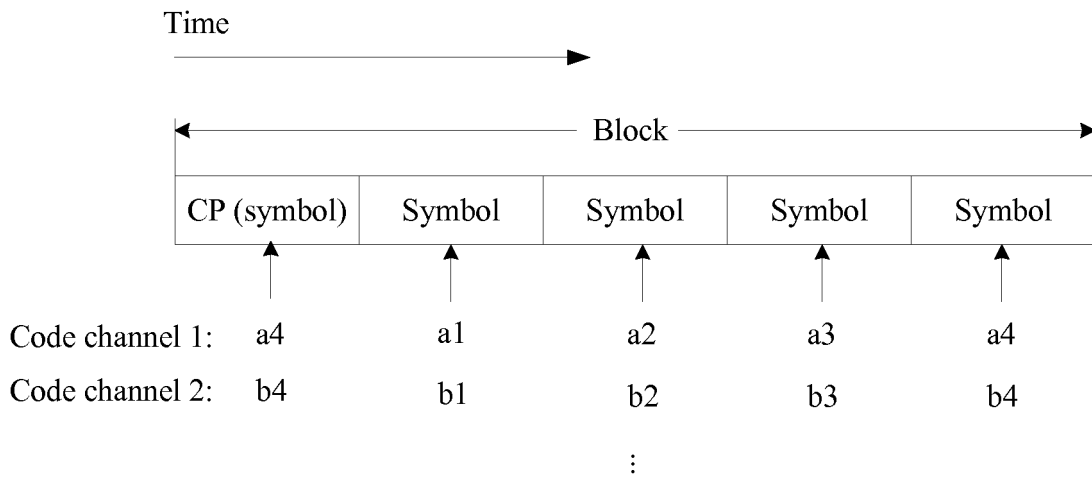 Time
Block
CP (symbol) Symbol Symbol Symbol Symbol
Code channel 1: a4 a1 a2 a3 a4
Code channel 2: b4 b1 b2 b3 b4
⋮